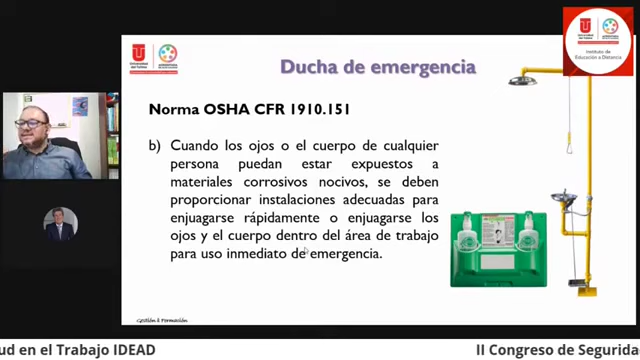 Ducha de emergencia
Norma OSHA CFR 1910.151
b) Cuando los ojos o el cuerpo de cualquier
persona puedan estar expuestos a
materiales corrosivos nocivos, se deben
proporcionar instalaciones adecuadas para
enjuagarse rápidamente o enjuagarse los
ojos y el cuerpo dentro del área de trabajo
para uso inmediato de emergencia.
Gestión & Formación
Universidad
del Tolima
Instituto de
Educación a Distancia
ud en el Trabajo IDEAD
II Congreso de Segurida